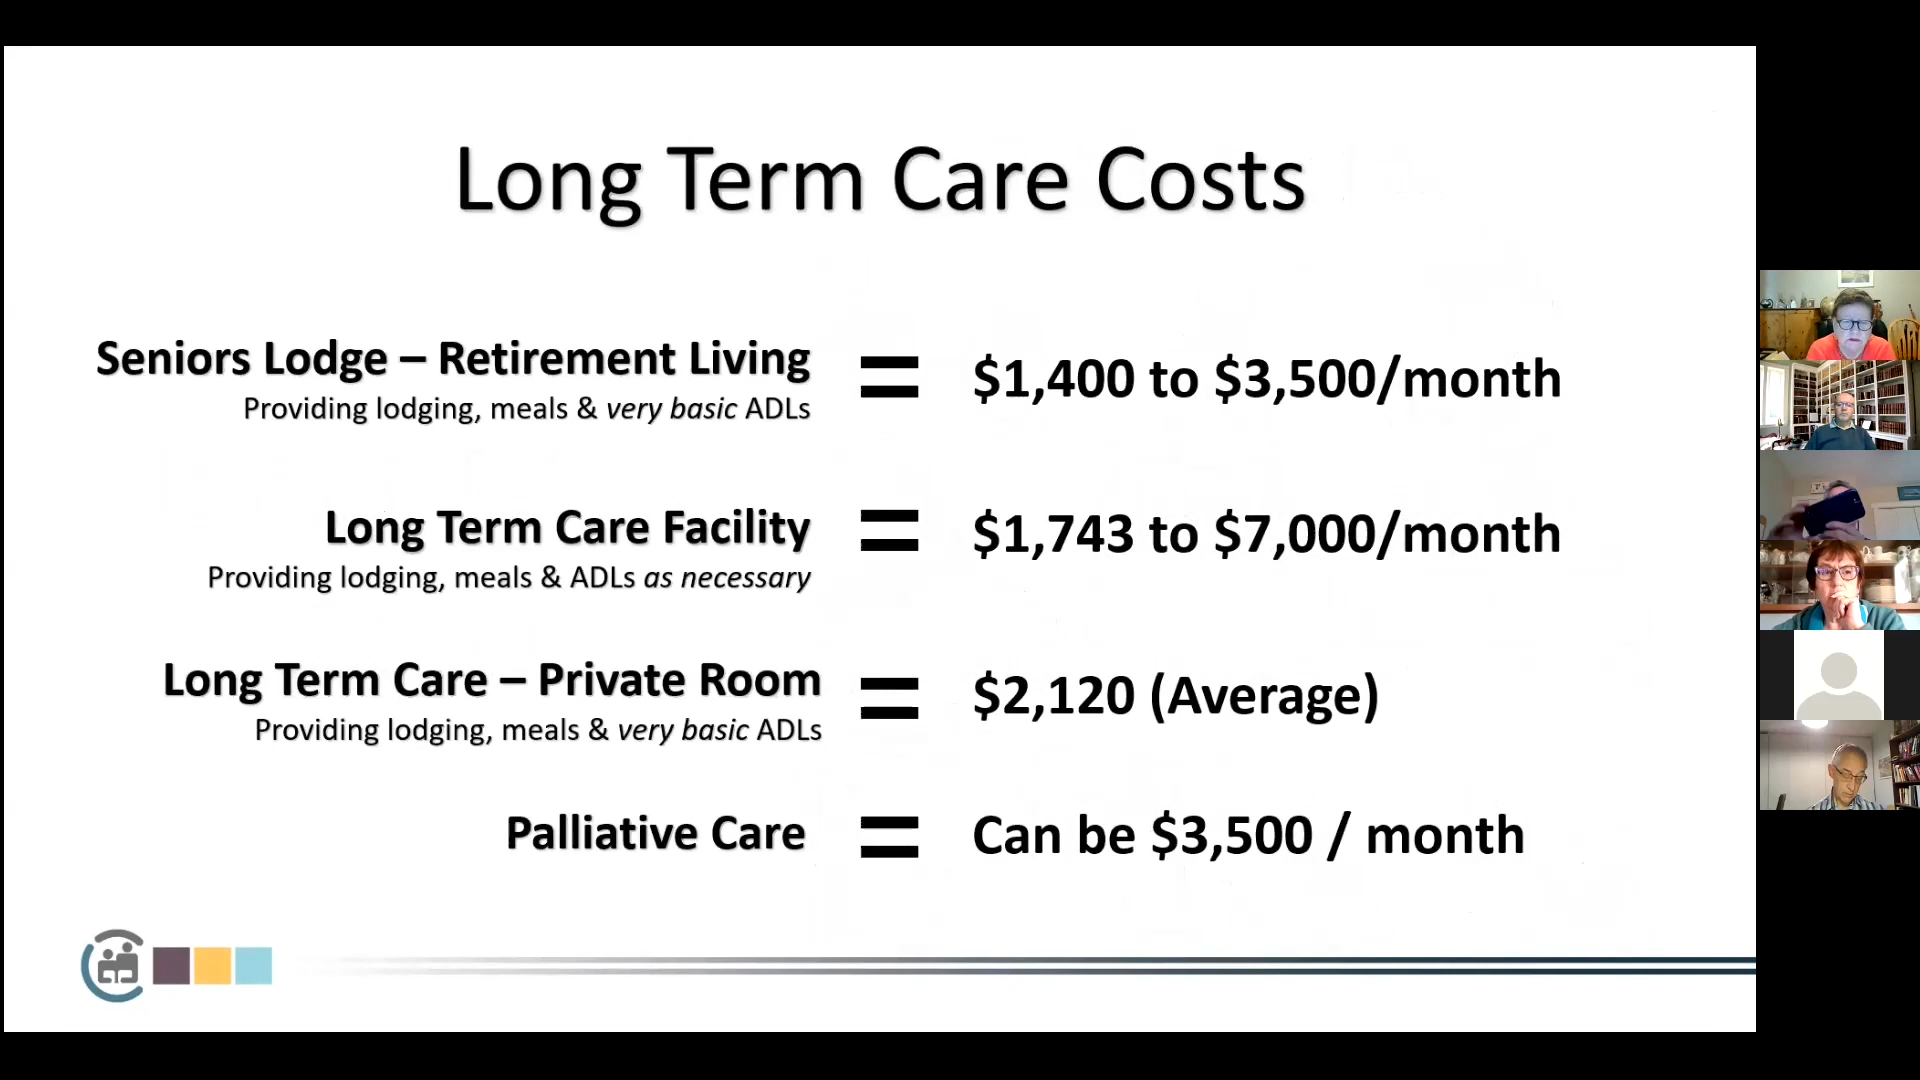 Long Term Care Costs
Seniors Lodge – Retirement Living
Providing lodging, meals & very basic ADLs
=
$1,400 to $3,500/month
Long Term Care Facility
Providing lodging, meals & ADLs as necessary
=
$1,743 to $7,000/month
Long Term Care – Private Room
Providing lodging, meals & very basic ADLs
=
$2,120 (Average)
Palliative Care
=
Can be $3,500 / month